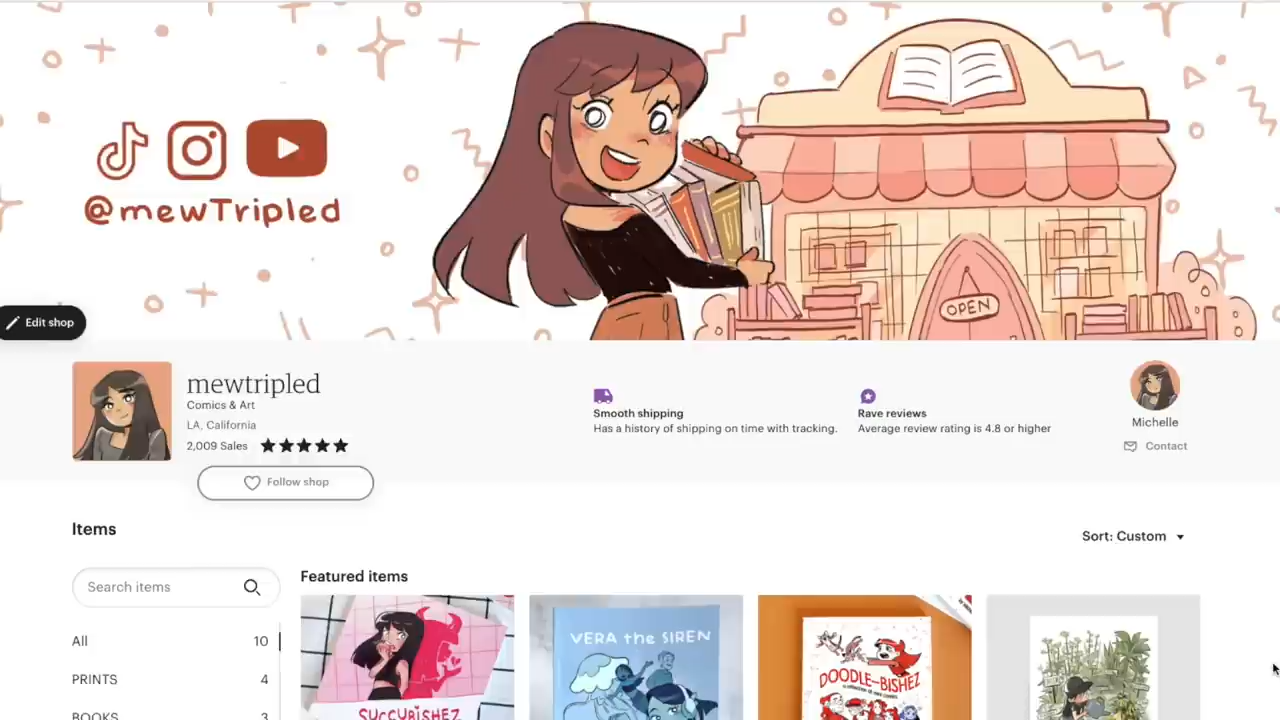 @mewTripled
OPEN
Edit shop
mewtripled
Comics & Art
LA, California
2,009 Sales
Follow shop
Smooth shipping
Has a history of shipping on time with tracking.
Rave reviews
Average review rating is 4.8 or higher
Michelle
Contact
Items
Sort: Custom
Search items
Featured items
All 10
PRINTS 4
BOOKS 3
SUCCUBISHEZ
VERA the SIREN
DOODLE-BISHEZ